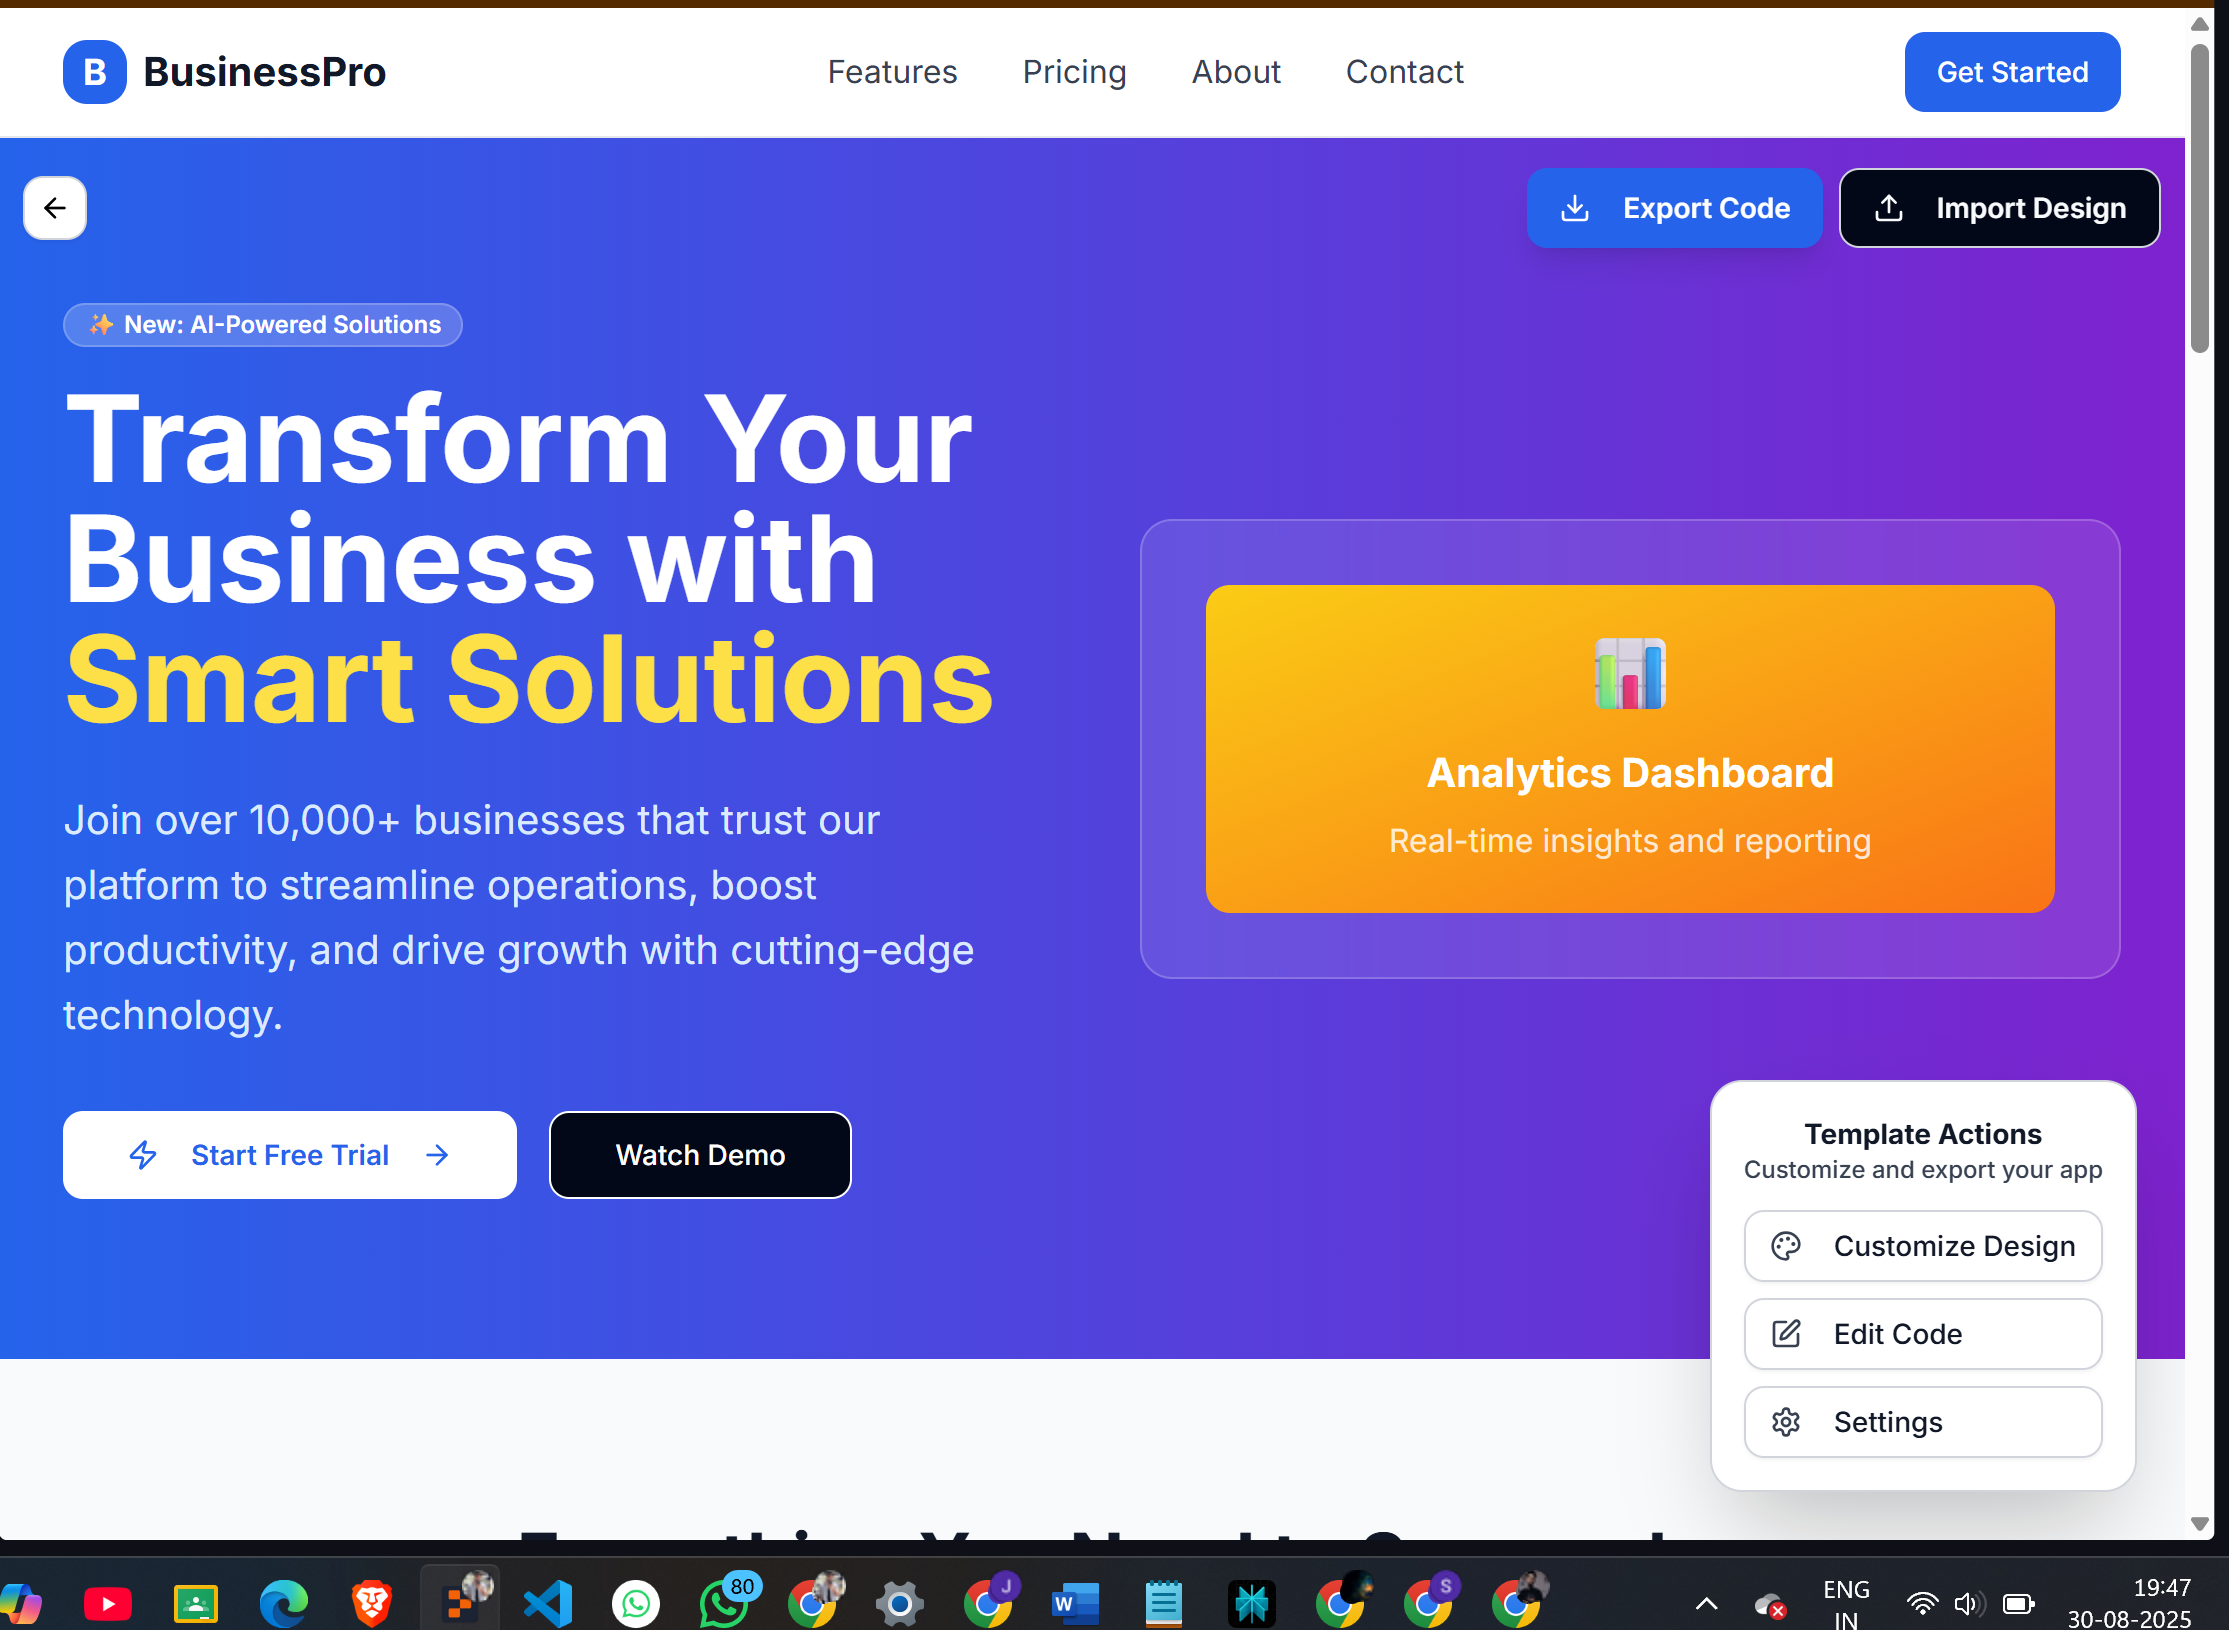 B BusinessPro
Features Pricing About Contact
Get Started
Export Code
Import Design
✨ New: AI-Powered Solutions
Transform Your
Business with
Smart Solutions
Join over 10,000+ businesses that trust our
platform to streamline operations, boost
productivity, and drive growth with cutting-edge
technology.
Start Free Trial
Watch Demo
Analytics Dashboard
Real-time insights and reporting
Template Actions
Customize and export your app
Customize Design
Edit Code
Settings
80
J
W
S
ENG
IN
19:47
30-08-2025